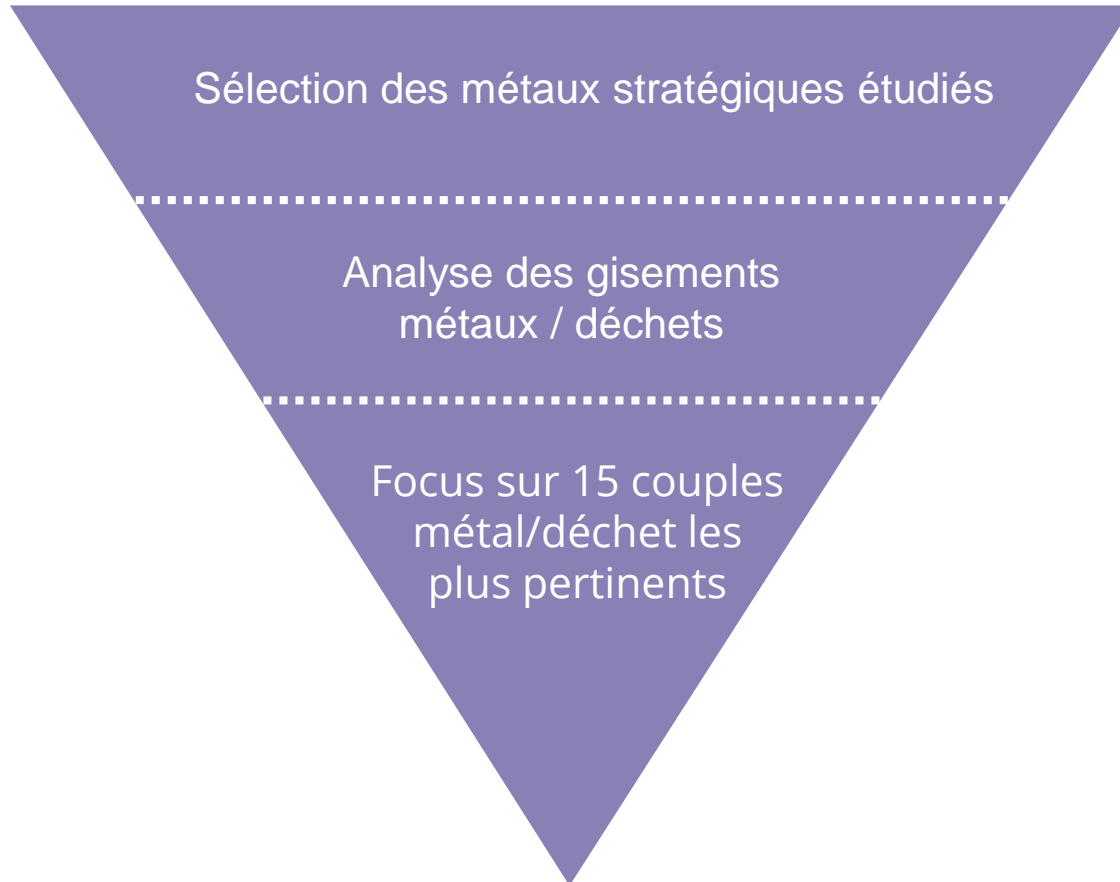 Sélection des métaux stratégiques étudiés
Analyse des gisements
métaux / déchets
Focus sur 15 couples
métal/déchet les
plus pertinents